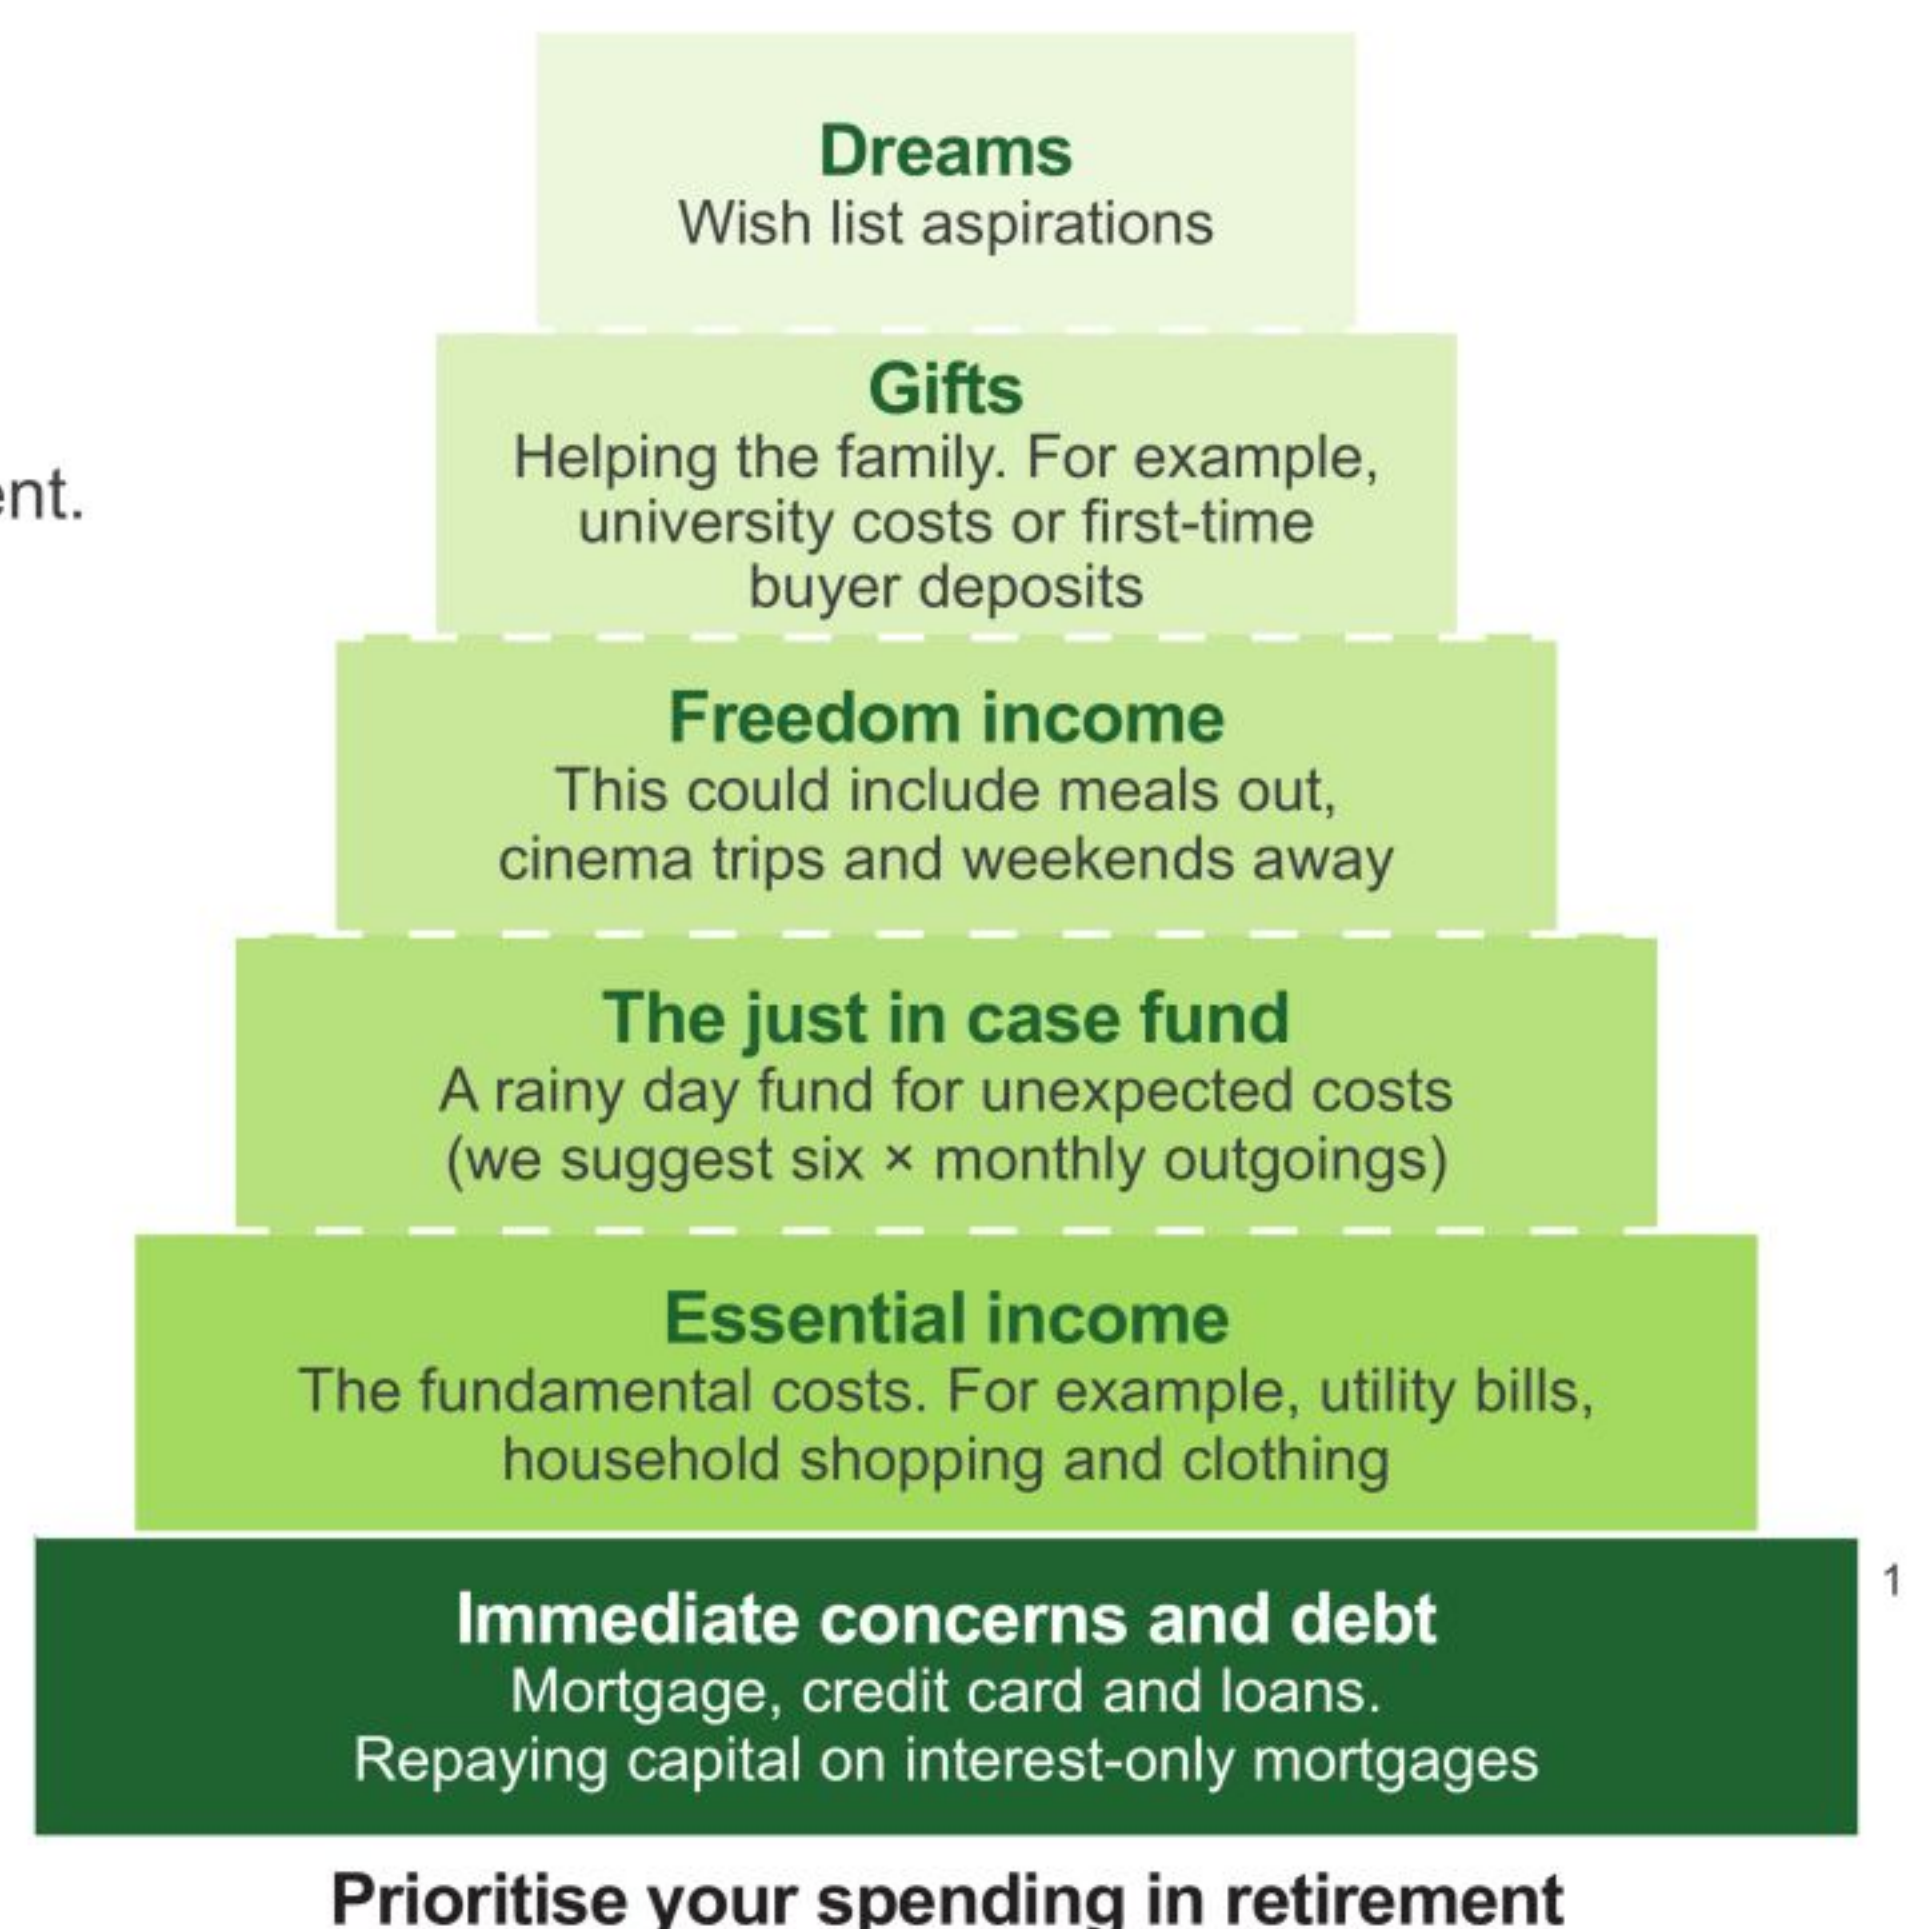 Dreams
Wish list aspirations
Gifts
Helping the family. For example,
university costs or first-time
buyer deposits
ent.
Freedom income
This could include meals out,
cinema trips and weekends away
The just in case fund
A rainy day fund for unexpected costs
(we suggest six × monthly outgoings)
Essential income
The fundamental costs. For example, utility bills,
household shopping and clothing
Immediate concerns and debt
Mortgage, credit card and loans.
Repaying capital on interest-only mortgages
1
Prioritise your spending in retirement